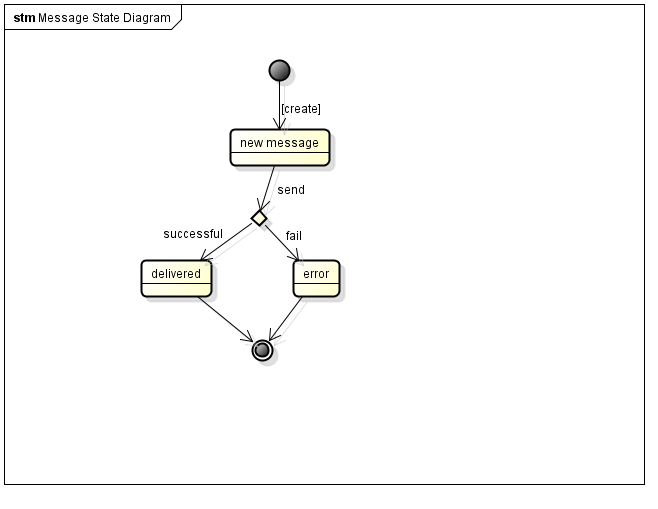 stm Message State Diagram
[create]
new message
send
successful
fail
delivered
error